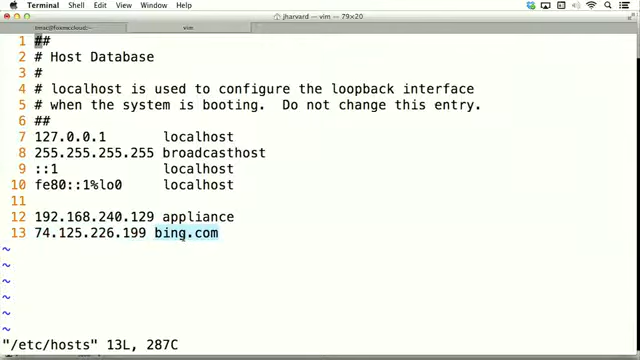 Terminal Shell Edit View Window Help
jharvard — vim — 79×20
vim
1 ##
2 # Host Database
3 #
4 # localhost is used to configure the loopback interface
5 # when the system is booting. Do not change this entry.
6 ##
7 127.0.0.1 localhost
8 255.255.255.255 broadcasthost
9 ::1 localhost
10 fe80::1%lo0 localhost
11
12 192.168.240.129 appliance
13 74.125.226.199 bing.com
~
~
~
~
~
~
"/etc/hosts" 13L, 287C